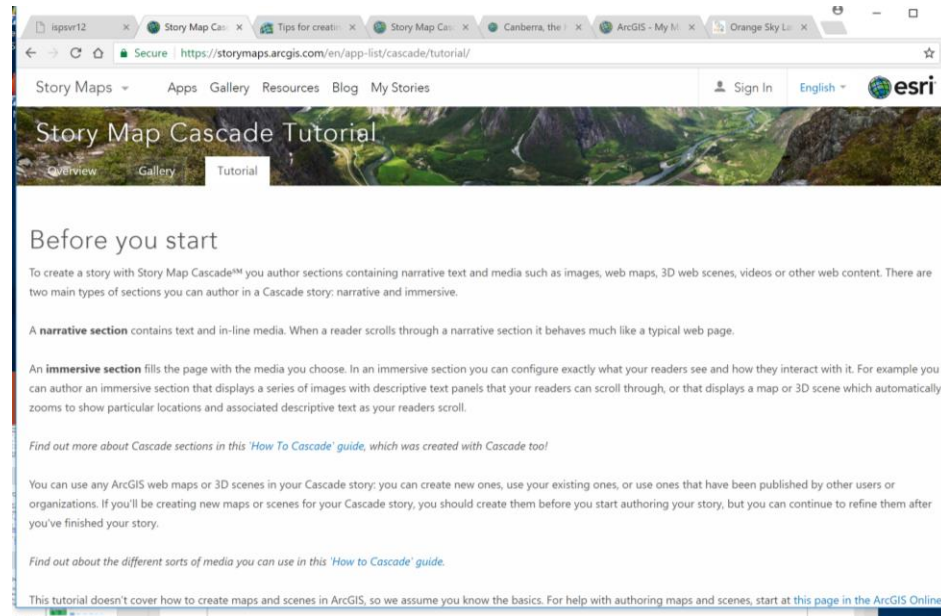 ispsvr12 Story Map Cas Tips for creatin Story Map Cas Canberra, the ArcGIS - My M Orange Sky La
Secure https://storymaps.arcgis.com/en/app-list/cascade/tutorial/
Story Maps Apps Gallery Resources Blog My Stories Sign In English esri
Story Map Cascade Tutorial
Overview Gallery Tutorial
Before you start
To create a story with Story Map Cascade℠ you author sections containing narrative text and media such as images, web maps, 3D web scenes, videos or other web content. There are
two main types of sections you can author in a Cascade story: narrative and immersive.
A narrative section contains text and in-line media. When a reader scrolls through a narrative section it behaves much like a typical web page.
An immersive section fills the page with the media you choose. In an immersive section you can configure exactly what your readers see and how they interact with it. For example you
can author an immersive section that displays a series of images with descriptive text panels that your readers can scroll through, or that displays a map or 3D scene which automatically
zooms to show particular locations and associated descriptive text as your readers scroll.
Find out more about Cascade sections in this 'How To Cascade' guide, which was created with Cascade too!
You can use any ArcGIS web maps or 3D scenes in your Cascade story: you can create new ones, use your existing ones, or use ones that have been published by other users or
organizations. If you'll be creating new maps or scenes for your Cascade story, you should create them before you start authoring your story, but you can continue to refine them after
you've finished your story.
Find out about the different sorts of media you can use in this 'How to Cascade' guide.
This tutorial doesn't cover how to create maps and scenes in ArcGIS, so we assume you know the basics. For help with authoring maps and scenes, start at this page in the ArcGIS Online